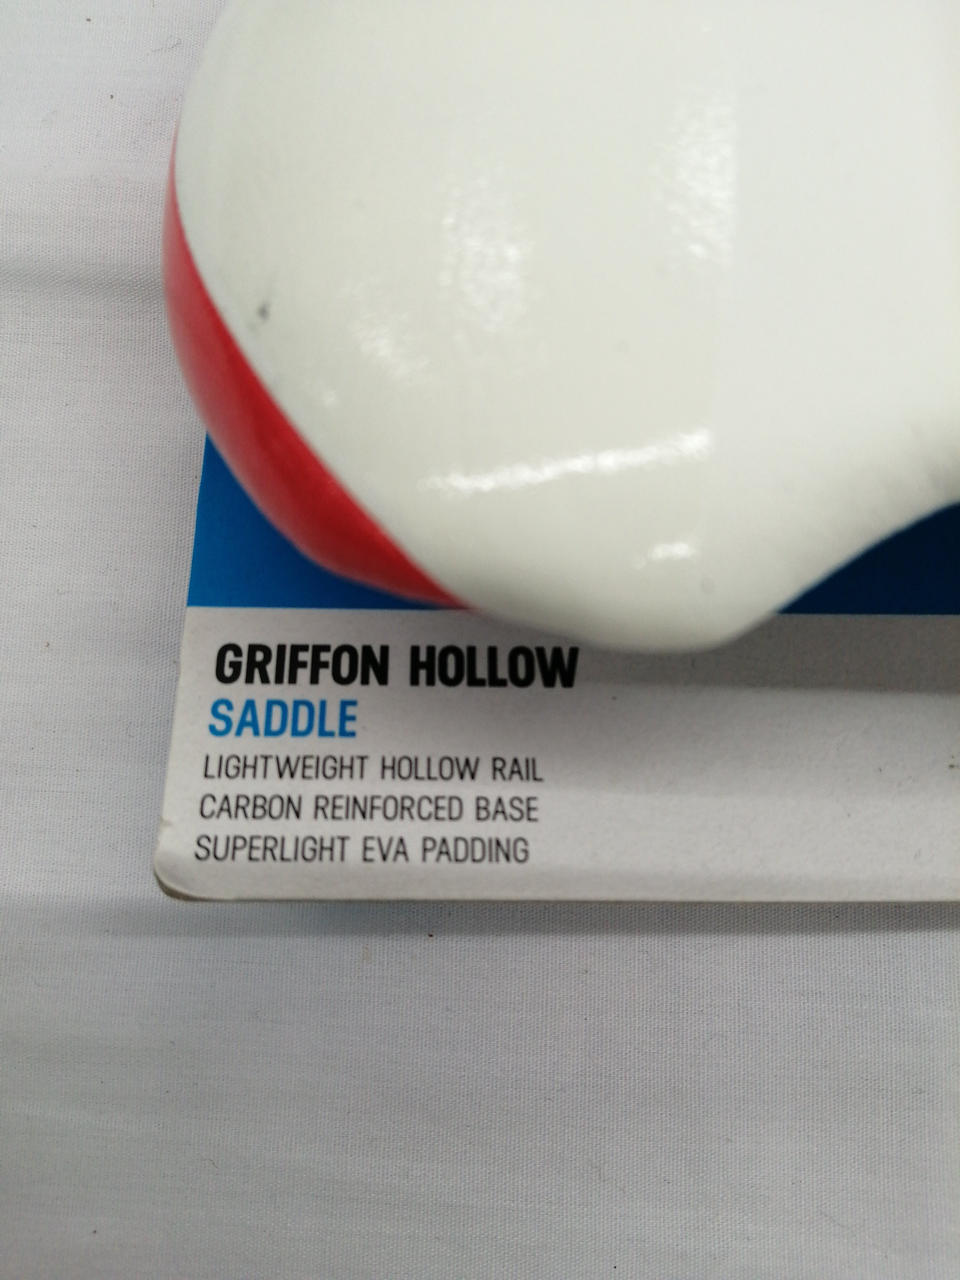 GRIFFON HOLLOW
SADDLE
LIGHTWEIGHT HOLLOW RAIL
CARBON REINFORCED BASE
SUPERLIGHT EVA PADDING